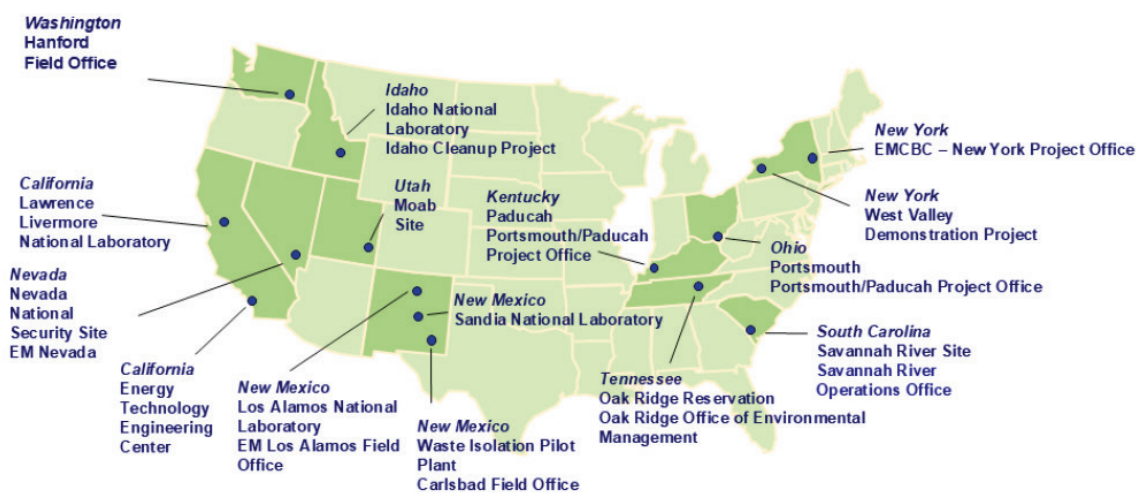 Washington
Hanford
Field Office
Idaho
Idaho National
Laboratory
Idaho Cleanup Project
New York
EMCBC – New York Project Office
California
Lawrence
Livermore
National Laboratory
Utah
Moab
Site
Kentucky
Paducah
Portsmouth/Paducah
Project Office
New York
West Valley
Demonstration Project
Ohio
Portsmouth
Portsmouth/Paducah Project Office
Nevada
Nevada
National
Security Site
EM Nevada
New Mexico
Sandia National Laboratory
South Carolina
Savannah River Site
Savannah River
Operations Office
California
Energy
Technology
Engineering
Center
New Mexico
Los Alamos National
Laboratory
EM Los Alamos Field
Office
New Mexico
Waste Isolation Pilot
Plant
Carlsbad Field Office
Tennessee
Oak Ridge Reservation
Oak Ridge Office of Environmental
Management